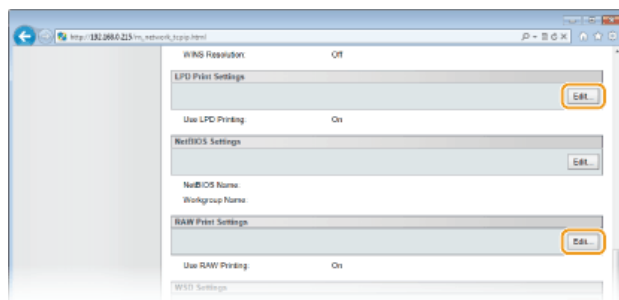 http://192.168.0.215/m_network_tcpip.html
WINS Resolution: Off
LPD Print Settings
Edit...
Use LPD Printing: On
NetBIOS Settings
Edit...
NetBIOS Name:
Workgroup Name:
RAW Print Settings
Edit...
Use RAW Printing: On
WSD Settings